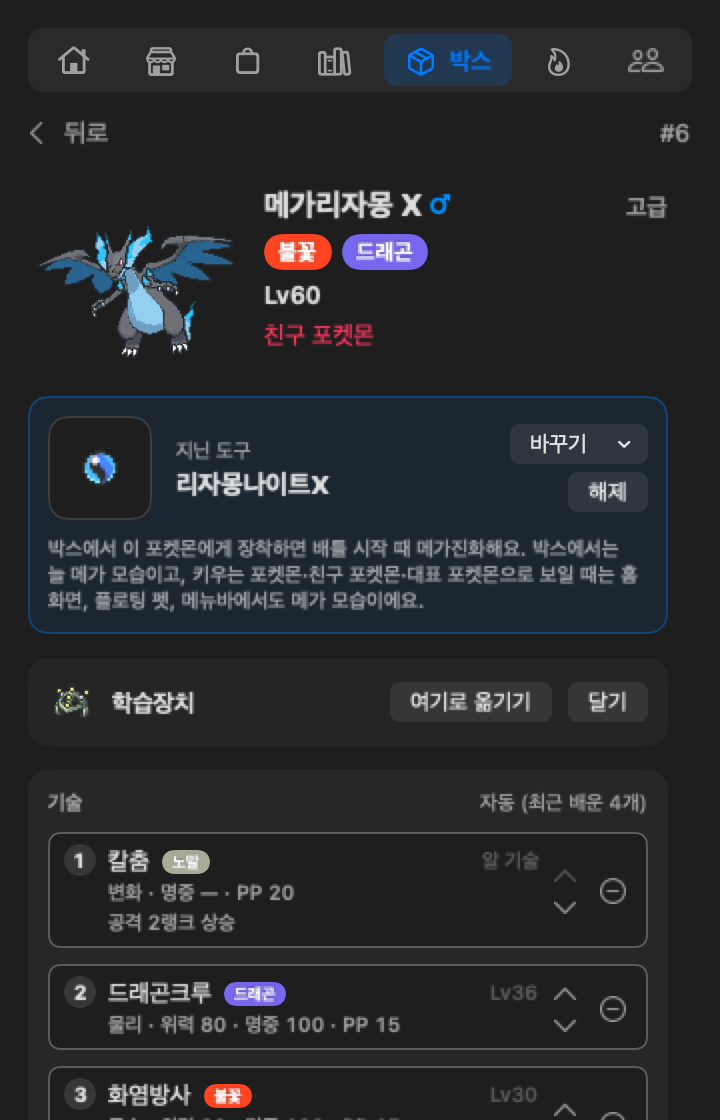 박스
뒤로
#6
메가리자몽 X ♂
고급
불꽃 드래곤
Lv60
친구 포켓몬
지닌 도구
리자몽나이트X
바꾸기
해제
박스에서 이 포켓몬에게 장착하면 배틀 시작 때 메가진화해요. 박스에서는
늘 메가 모습이고, 키우는 포켓몬·친구 포켓몬·대표 포켓몬으로 보일 때는 홈
화면, 플로팅 펫, 메뉴바에서도 메가 모습이에요.
학습장치
여기로 옮기기
닫기
기술
자동 (최근 배운 4개)
1 칼춤 노말
알 기술
변화 · 명중 — · PP 20
공격 2랭크 상승
2 드래곤크루 드래곤
Lv36
물리 · 위력 80 · 명중 100 · PP 15
3 화염방사 불꽃
Lv30